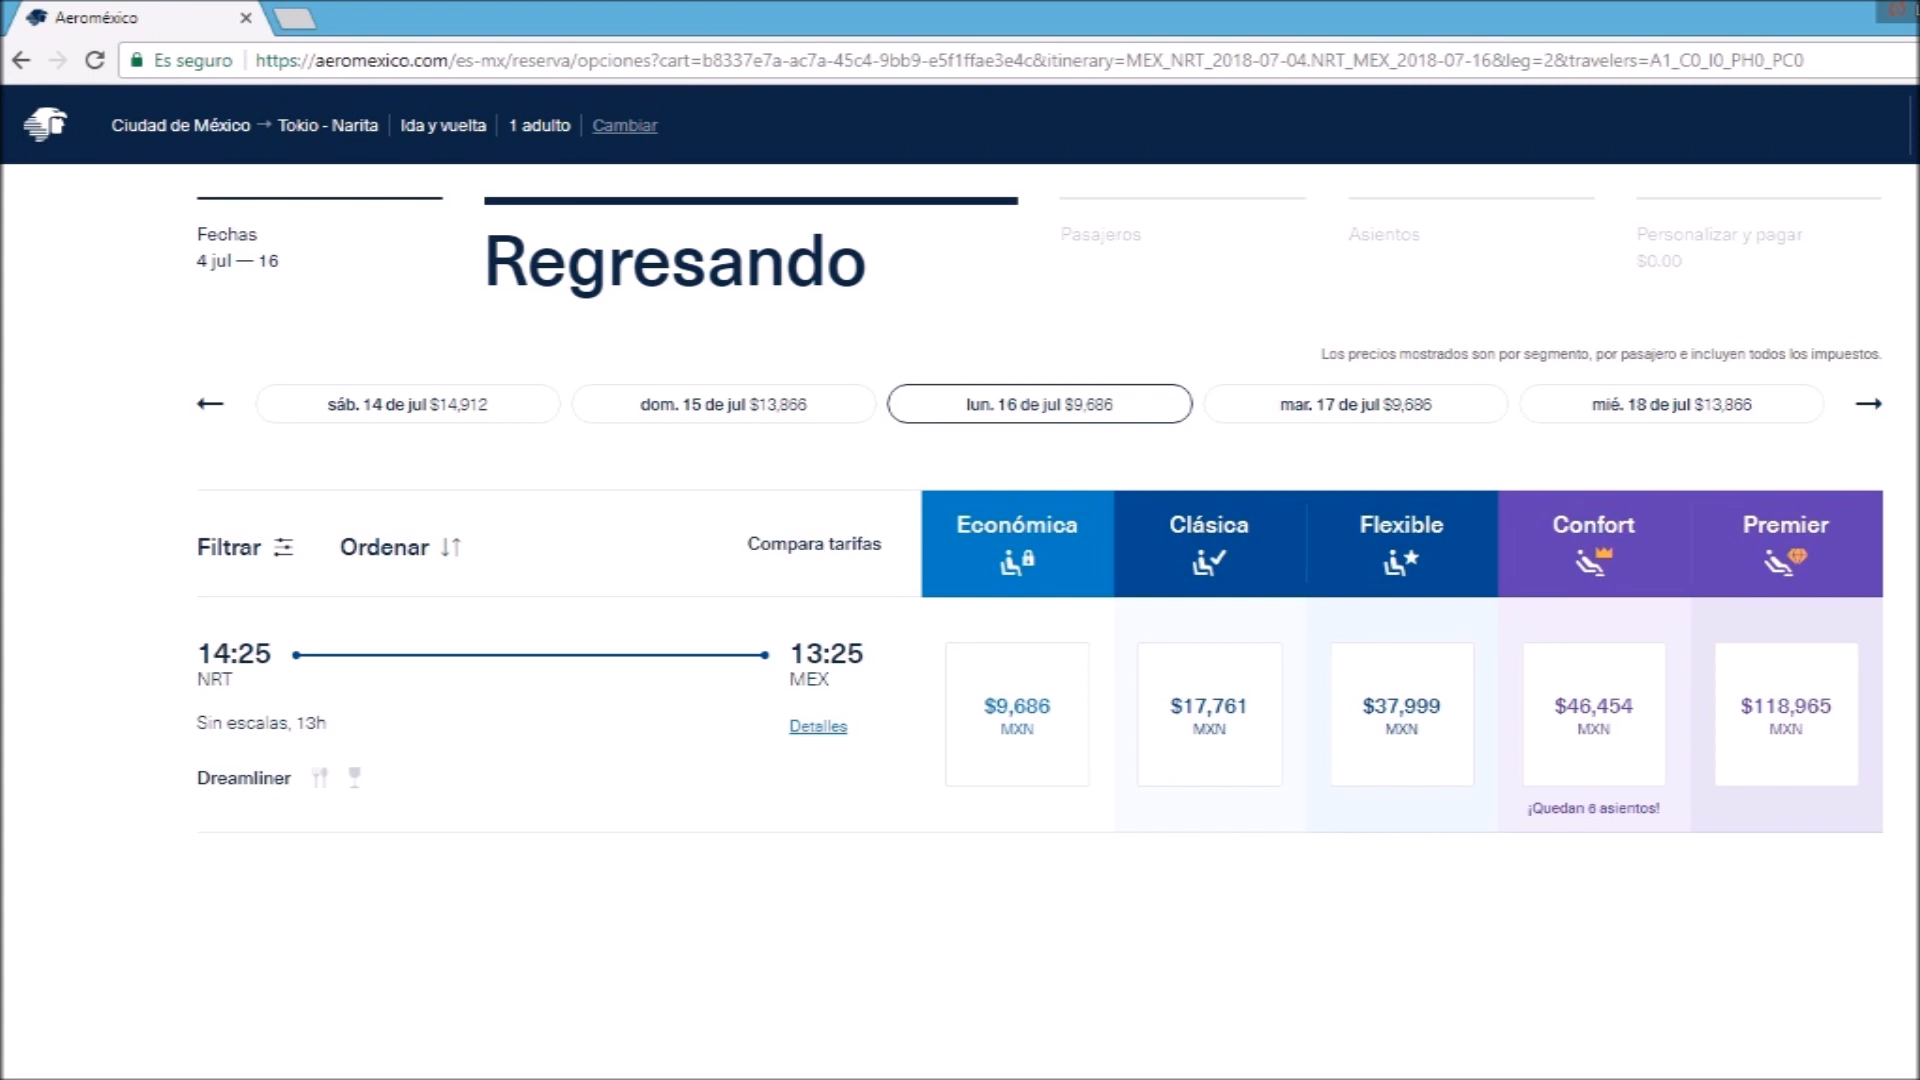 Aeroméxico
Es seguro https://aeromexico.com/es-mx/reserva/opciones?cart=b8337e7a-ac7a-45c4-9bb9-e5f1ffae3e4c&itinerary=MEX_NRT_2018-07-04.NRT_MEX_2018-07-16&leg=2&travelers=A1_C0_I0_PH0_PC0
Ciudad de México → Tokio - Narita Ida y vuelta 1 adulto Cambiar
Fechas
4 jul — 16
Regresando
Pasajeros
Asientos
Personalizar y pagar
$0.00
Los precios mostrados son por segmento, por pasajero e incluyen todos los impuestos.
sáb. 14 de jul $14,912
dom. 15 de jul $13,866
lun. 16 de jul $9,686
mar. 17 de jul $9,686
mié. 18 de jul $13,866
Filtrar
Ordenar
Compara tarifas
Económica
Clásica
Flexible
Confort
Premier
14:25
NRT
13:25
MEX
Sin escalas, 13h
Detalles
Dreamliner
$9,686
MXN
$17,761
MXN
$37,999
MXN
$46,454
MXN
¡Quedan 6 asientos!
$118,965
MXN